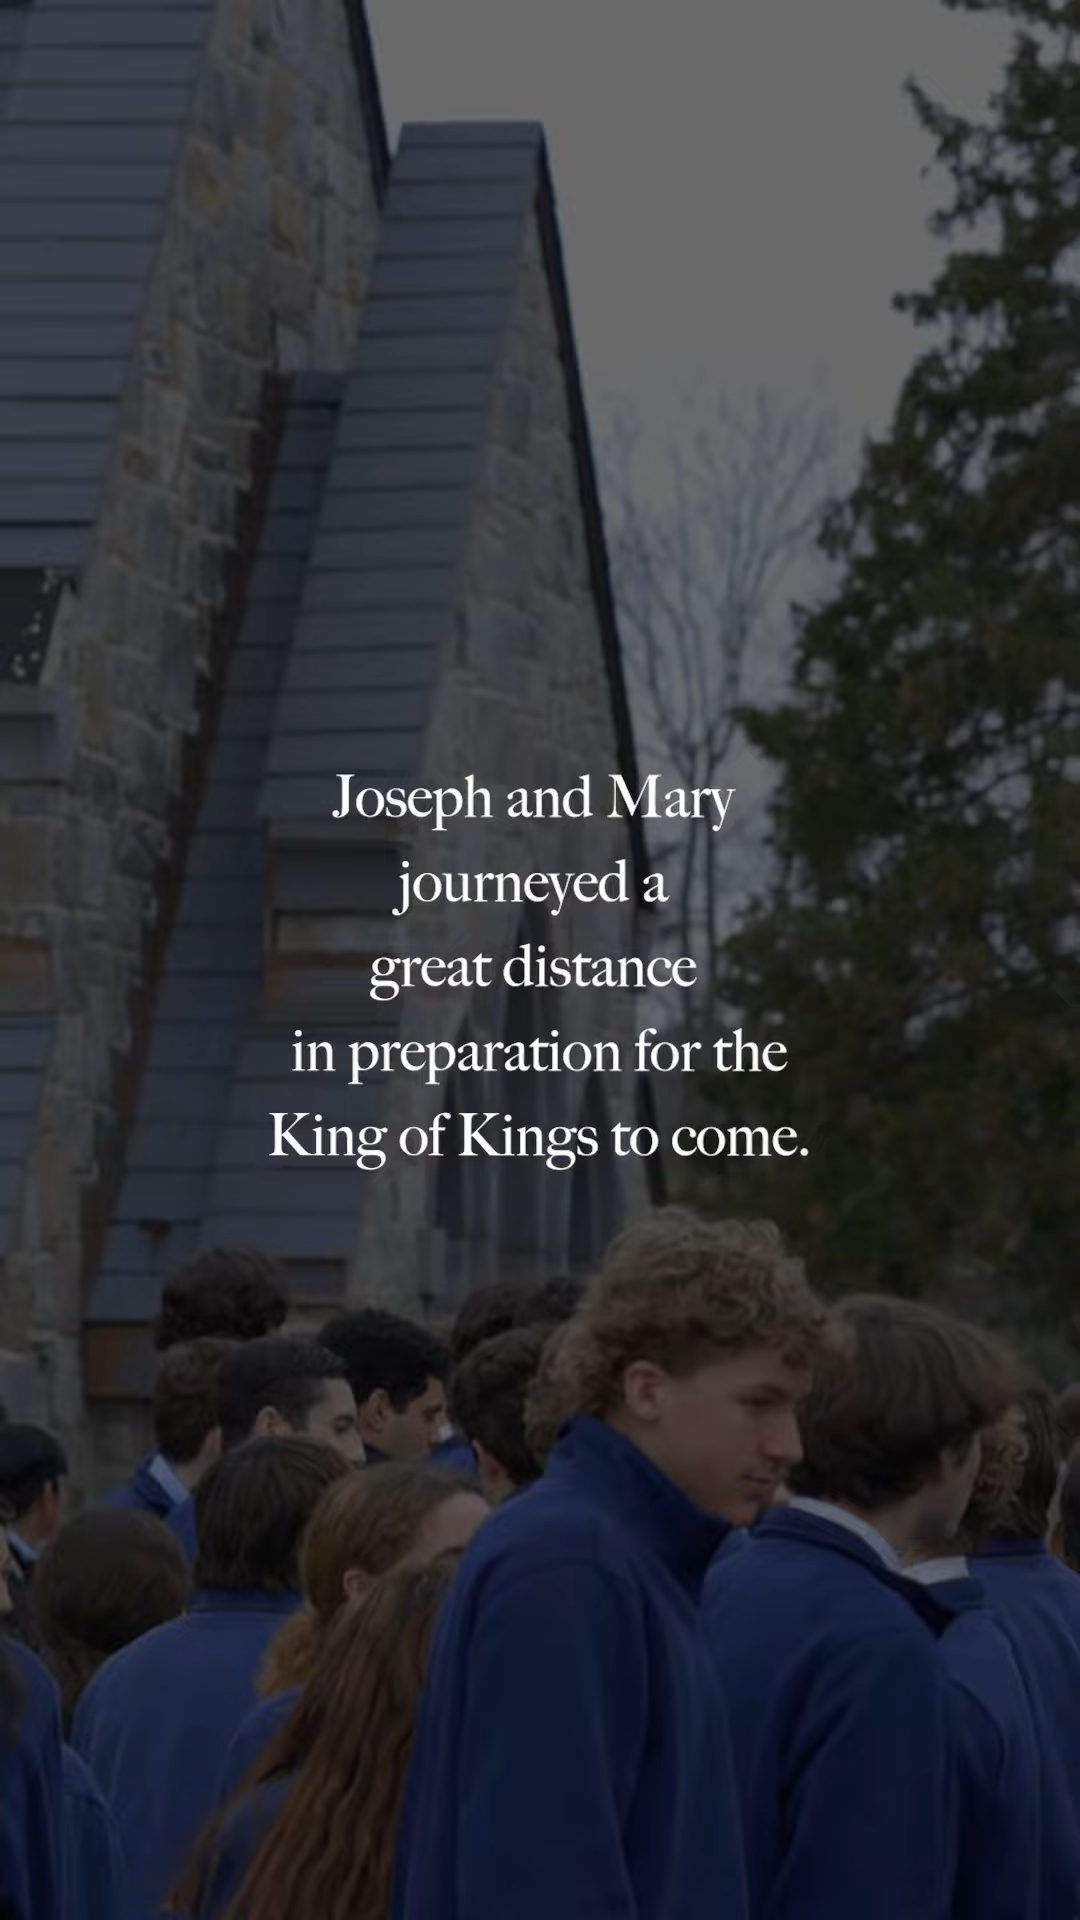 Joseph and Mary
journeyed a
great distance
in preparation for the
King of Kings to come.